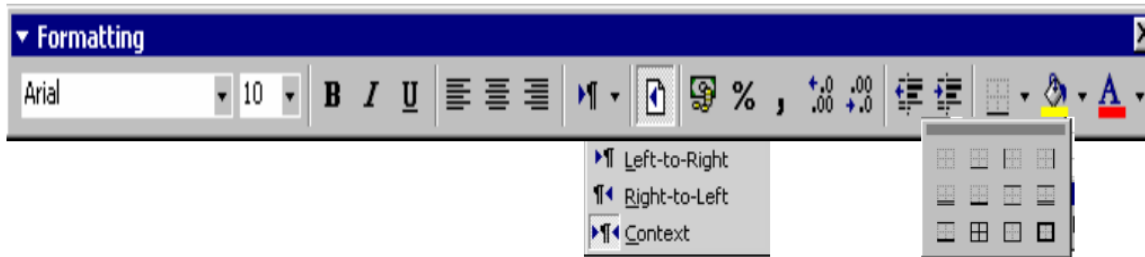 Formatting
Arial 10 B I U % , .0 .00 .00 .0 A
Left-to-Right
Right-to-Left
Context